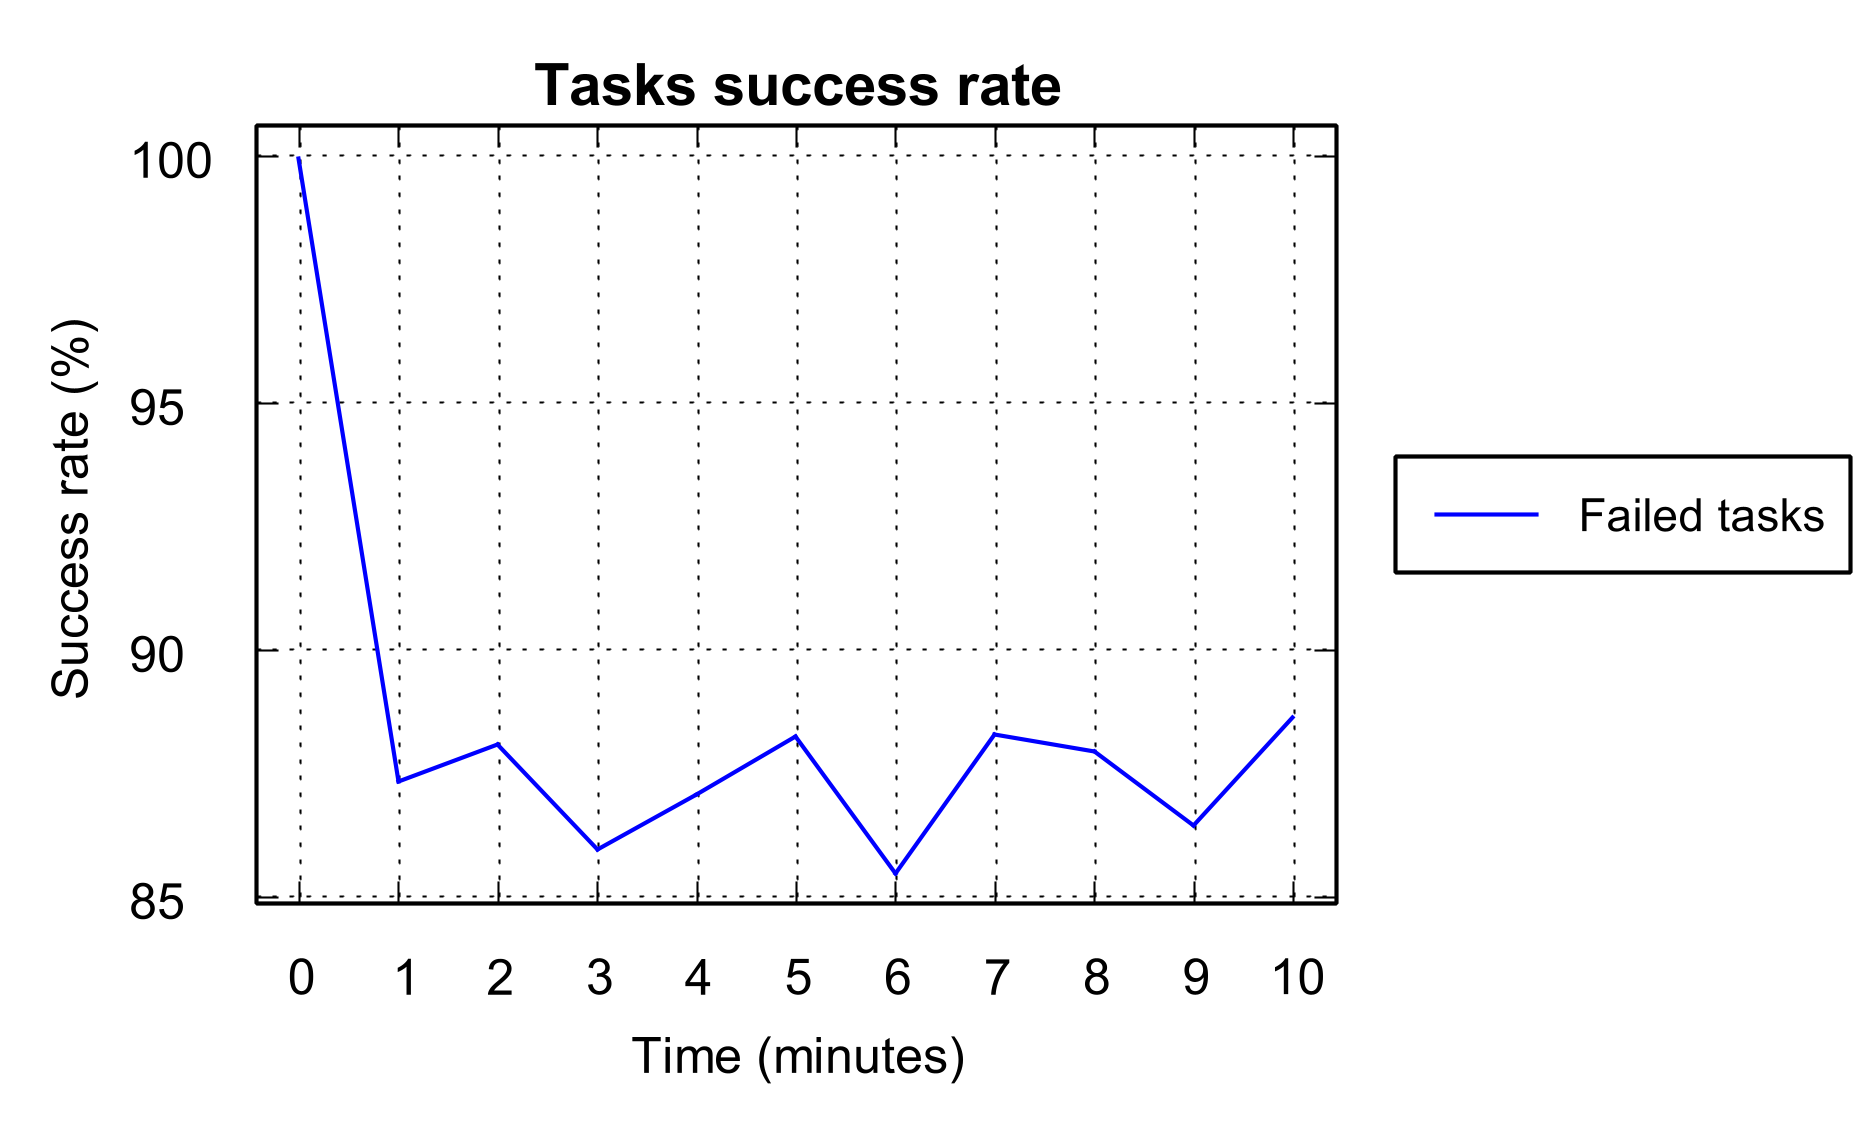 Tasks success rate
100
95
90
85
Success rate (%)
0 1 2 3 4 5 6 7 8 9 10
Time (minutes)
Failed tasks